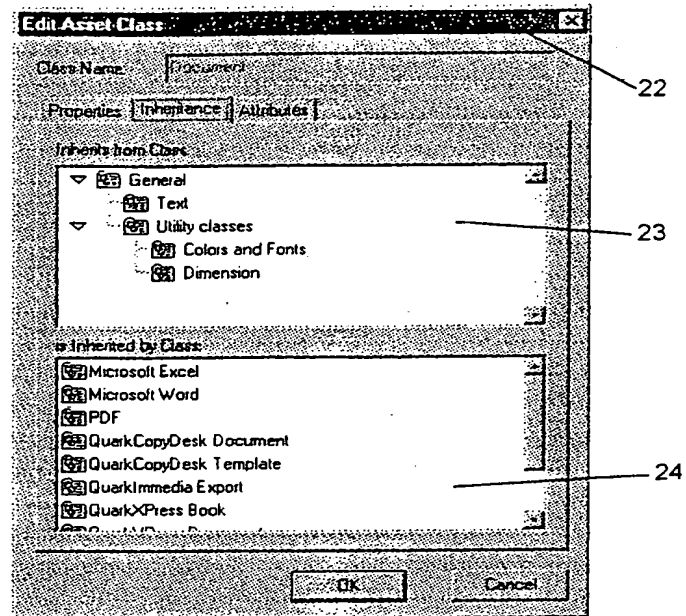 Edit Asset Class
22
Class Name: Document
Properties Inheritance Attributes
Inherits from Class:
General
Text
Utility classes
23
Colors and Fonts
Dimension
is Inherited by Class:
Microsoft Excel
Microsoft Word
PDF
QuarkCopyDesk Document
QuarkCopyDesk Template
24
QuarkImmedia Export
QuarkXPress Book
OK Cancel